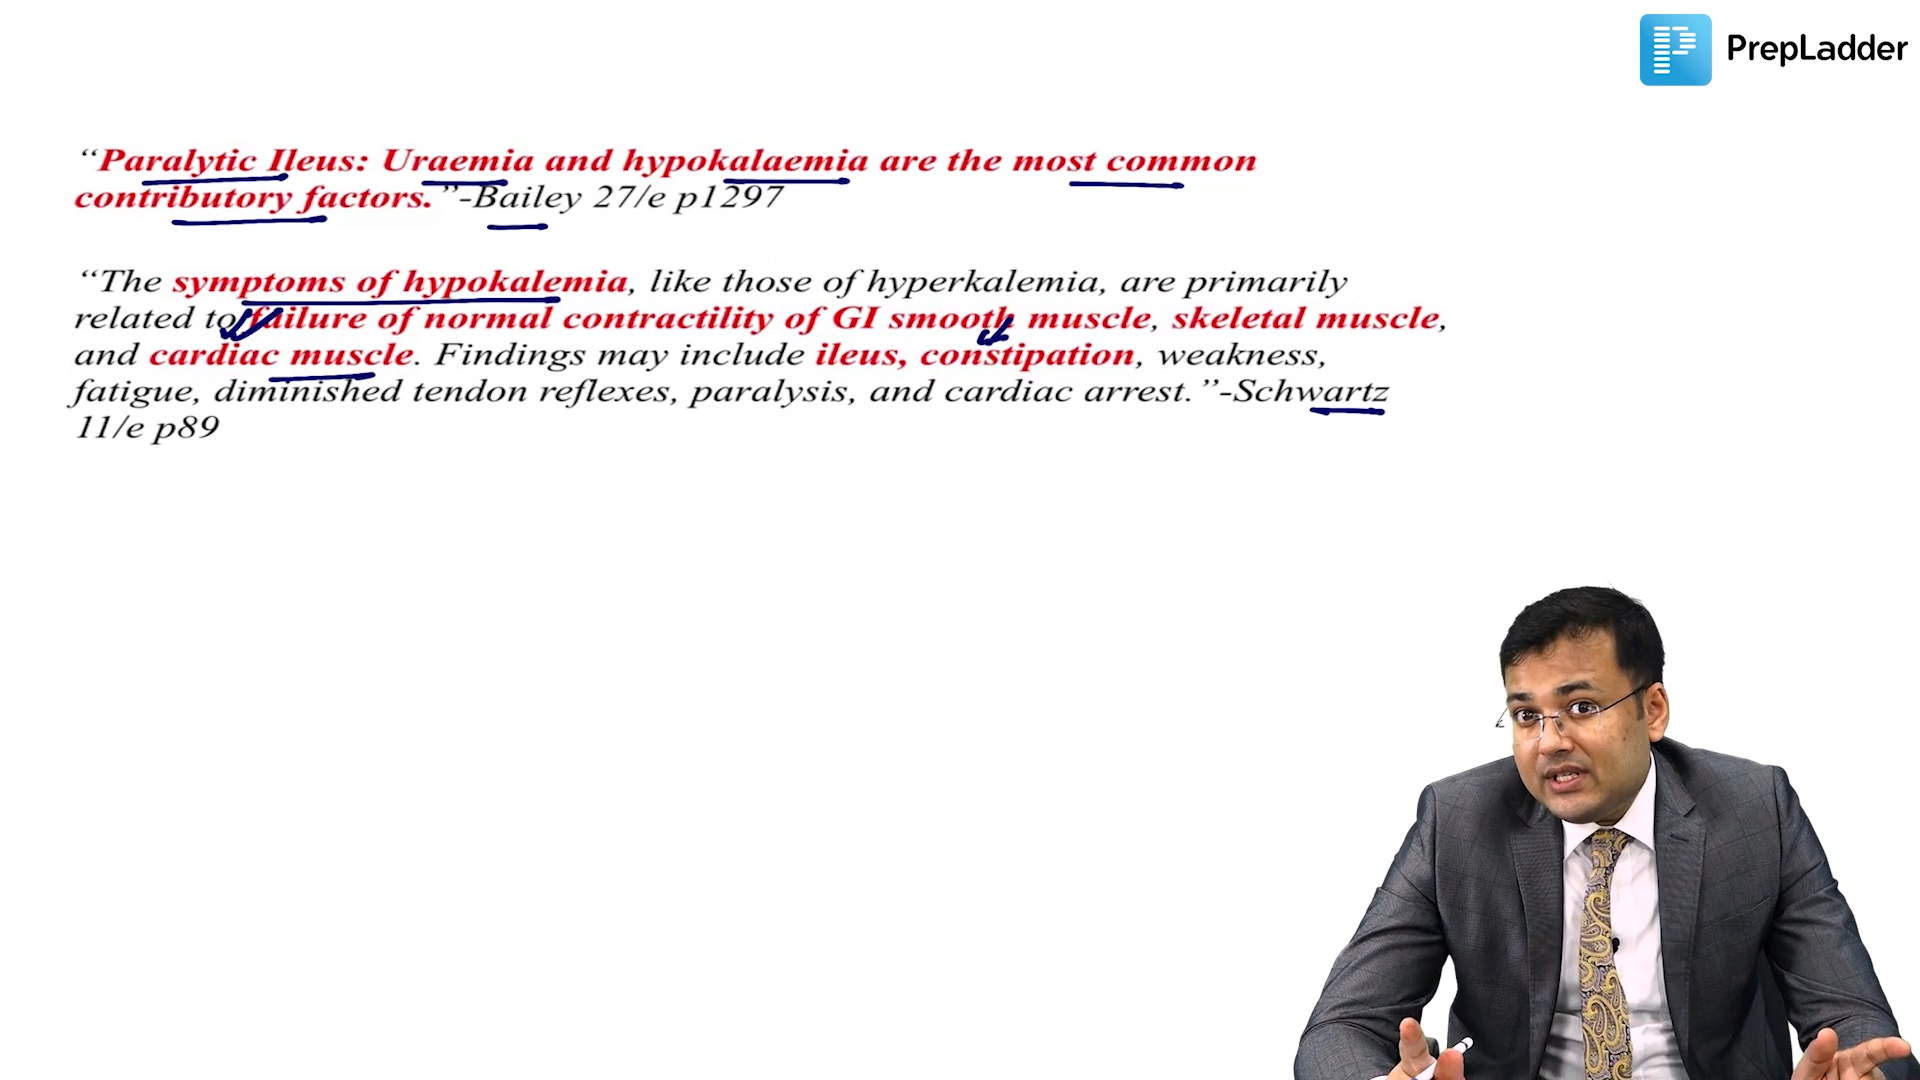 PrepLadder
“Paralytic Ileus: Uraemia and hypokalaemia are the most common
contributory factors.”-Bailey 27/e p1297
“The symptoms of hypokalemia, like those of hyperkalemia, are primarily
related to failure of normal contractility of GI smooth muscle, skeletal muscle,
and cardiac muscle. Findings may include ileus, constipation, weakness,
fatigue, diminished tendon reflexes, paralysis, and cardiac arrest.”-Schwartz
11/e p89